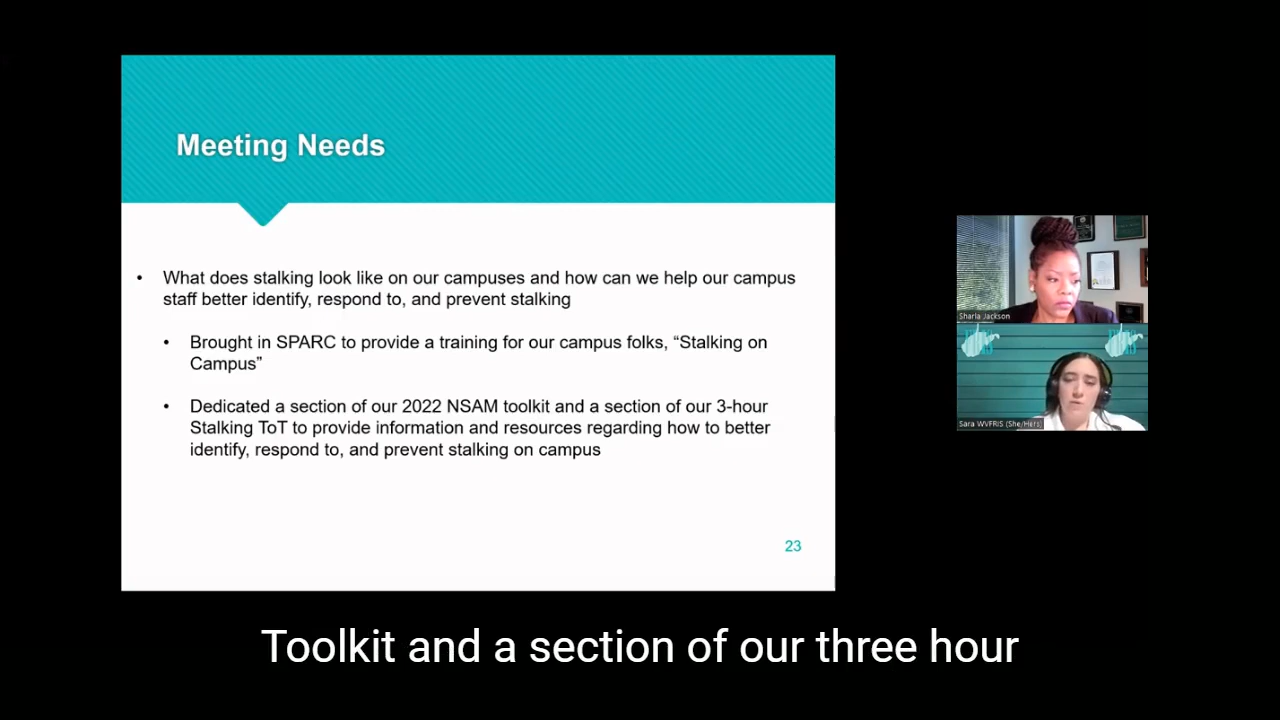 Meeting Needs
• What does stalking look like on our campuses and how can we help our campus
staff better identify, respond to, and prevent stalking
• Brought in SPARC to provide a training for our campus folks, “Stalking on
Campus”
• Dedicated a section of our 2022 NSAM toolkit and a section of our 3-hour
Stalking ToT to provide information and resources regarding how to better
identify, respond to, and prevent stalking on campus
23
Sharla Jackson
Sara WVFRIS (She/Hers)
Toolkit and a section of our three hour